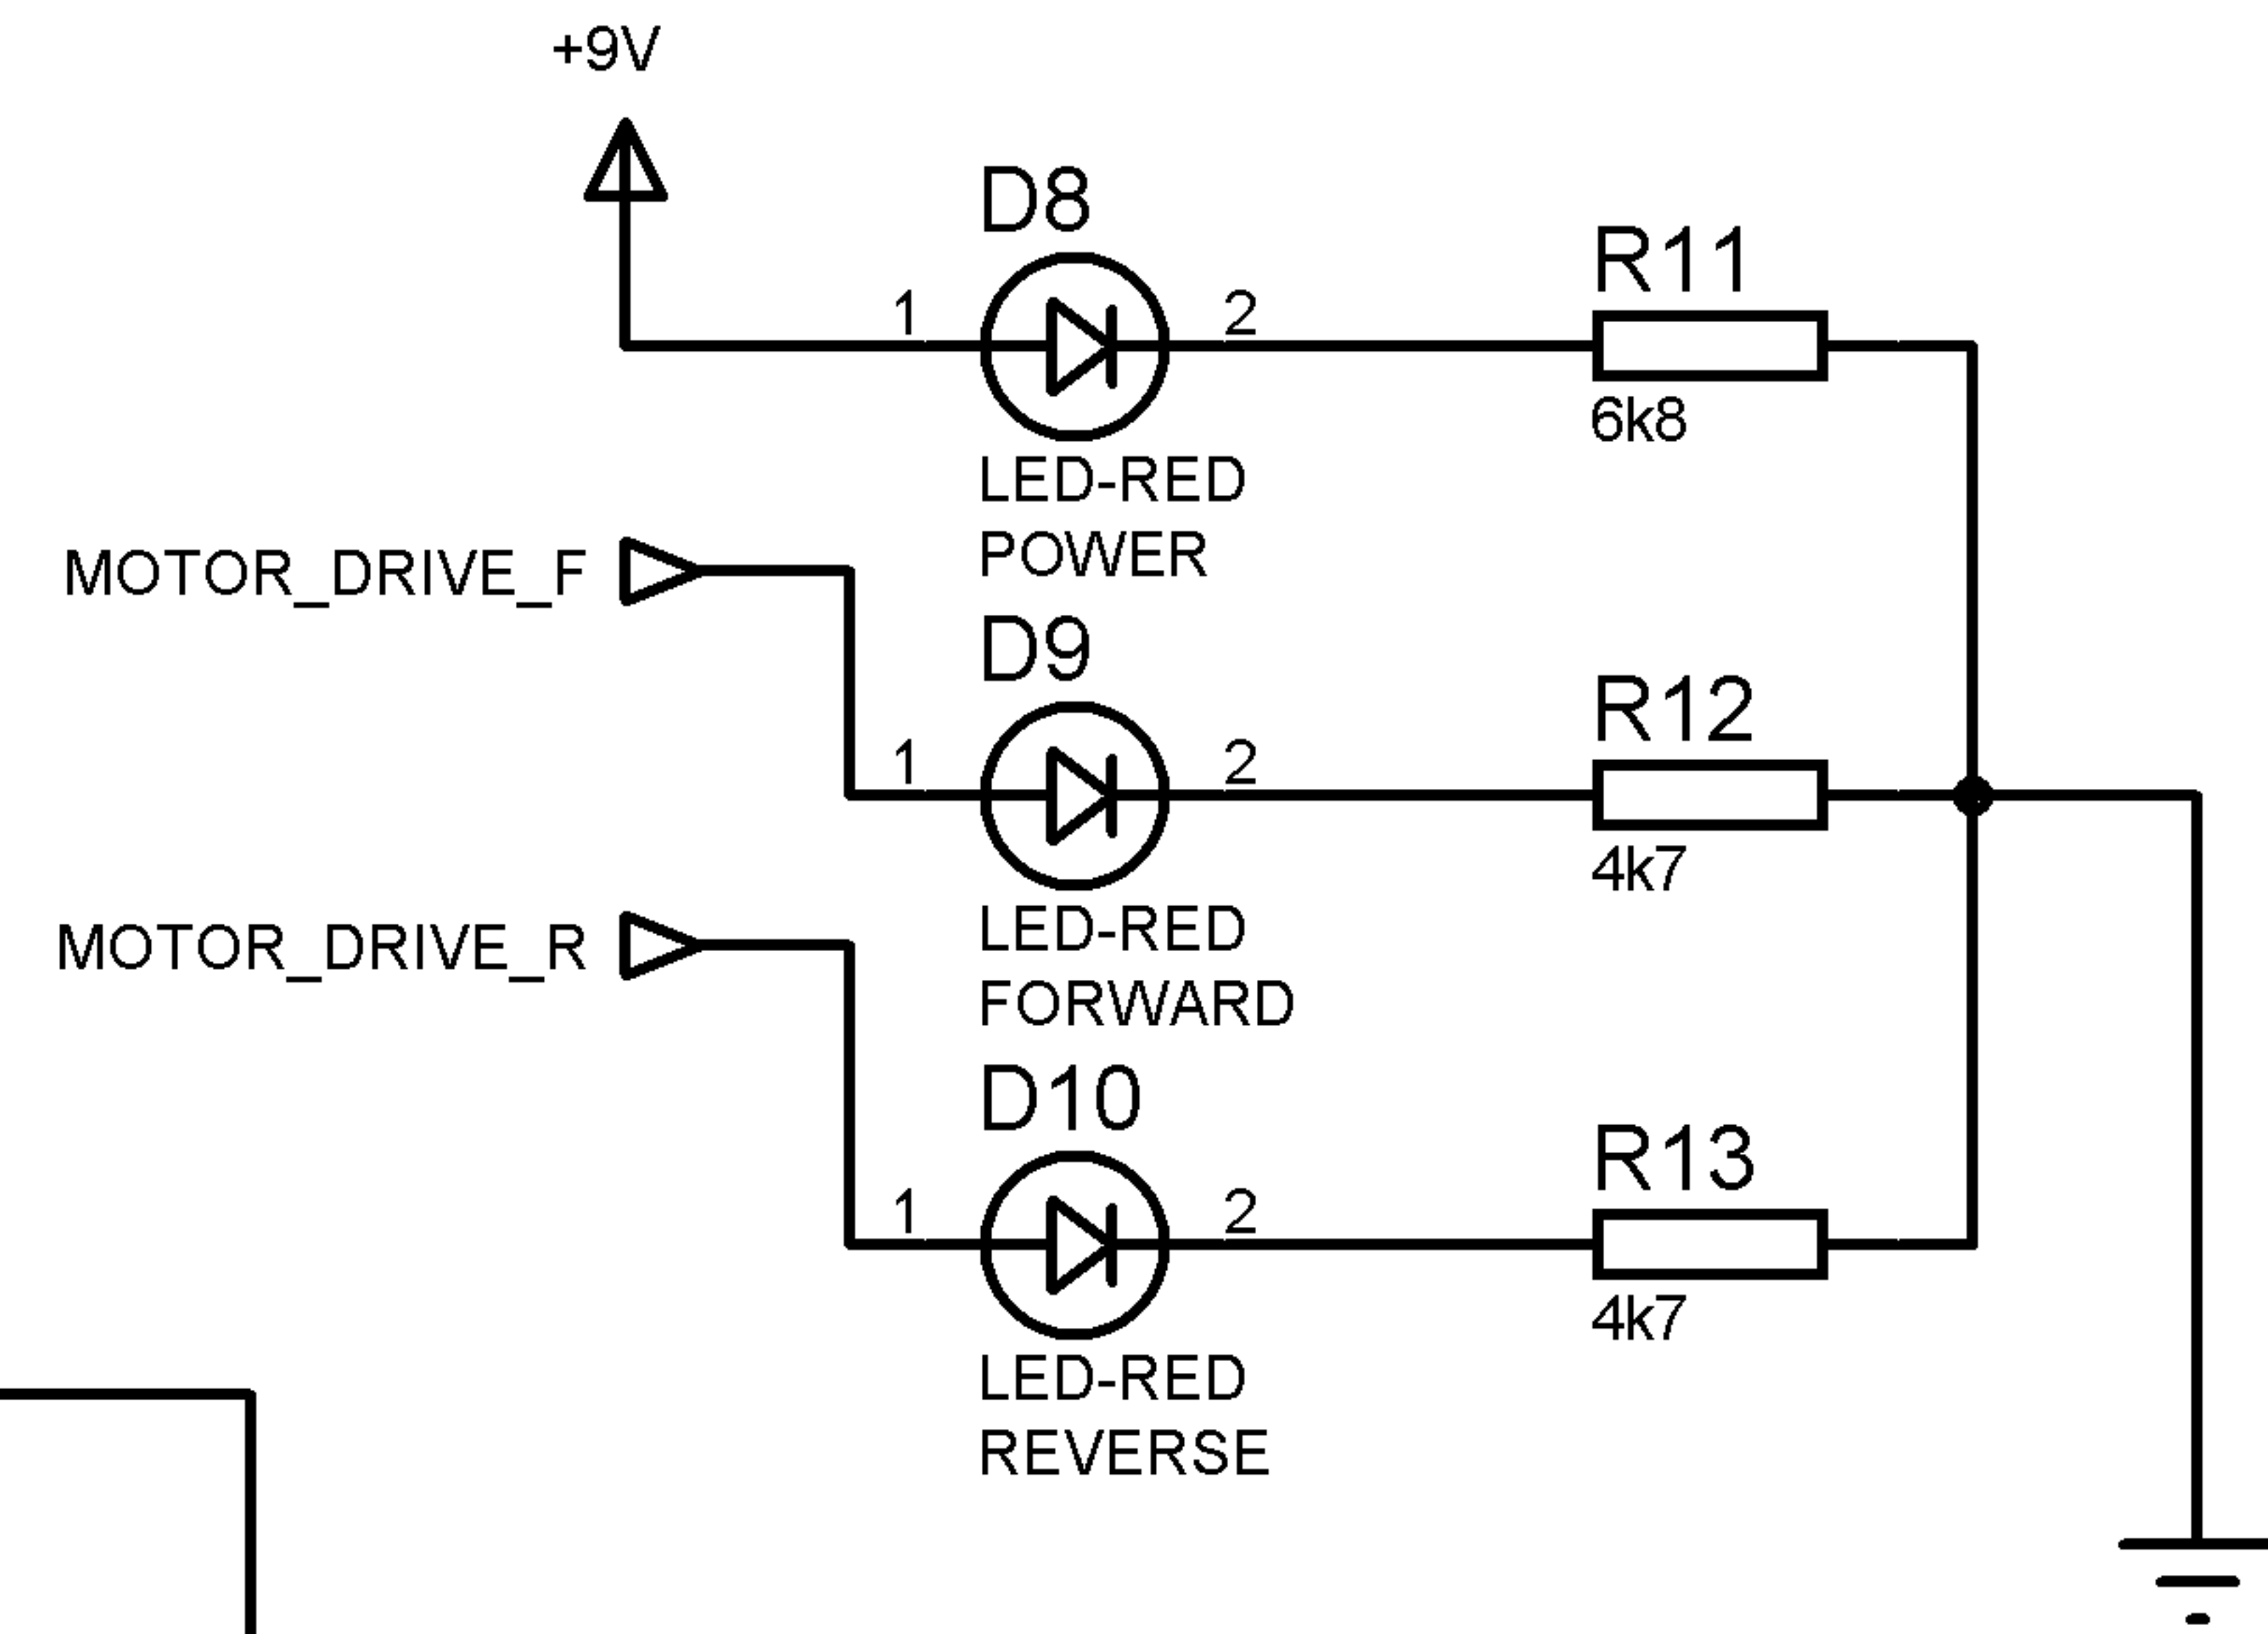 +9V
D8
R11
1
2
6k8
LED-RED
POWER
MOTOR_DRIVE_F
D9
R12
1
2
4k7
LED-RED
FORWARD
MOTOR_DRIVE_R
D10
R13
1
2
4k7
LED-RED
REVERSE